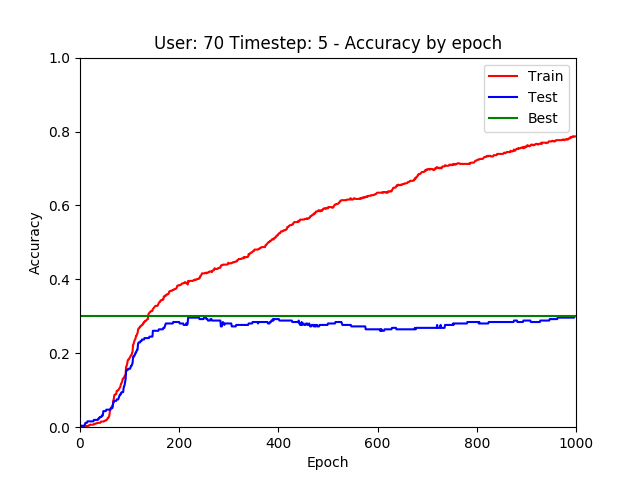 User: 70 Timestep: 5 - Accuracy by epoch
1.0
0.8
0.6
0.4
0.2
0.0
Accuracy
Train
Test
Best
0 200 400 600 800 1000
Epoch